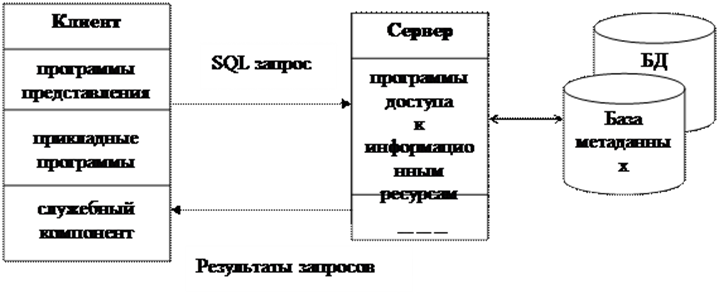 Клиент
программы
представления
прикладные
программы
служебный
компонент
SQL запрос
Результаты запросов
Сервер
программы
доступа
к
информацио
нным
ресурсам
— — —
БД
База
метаданны
х